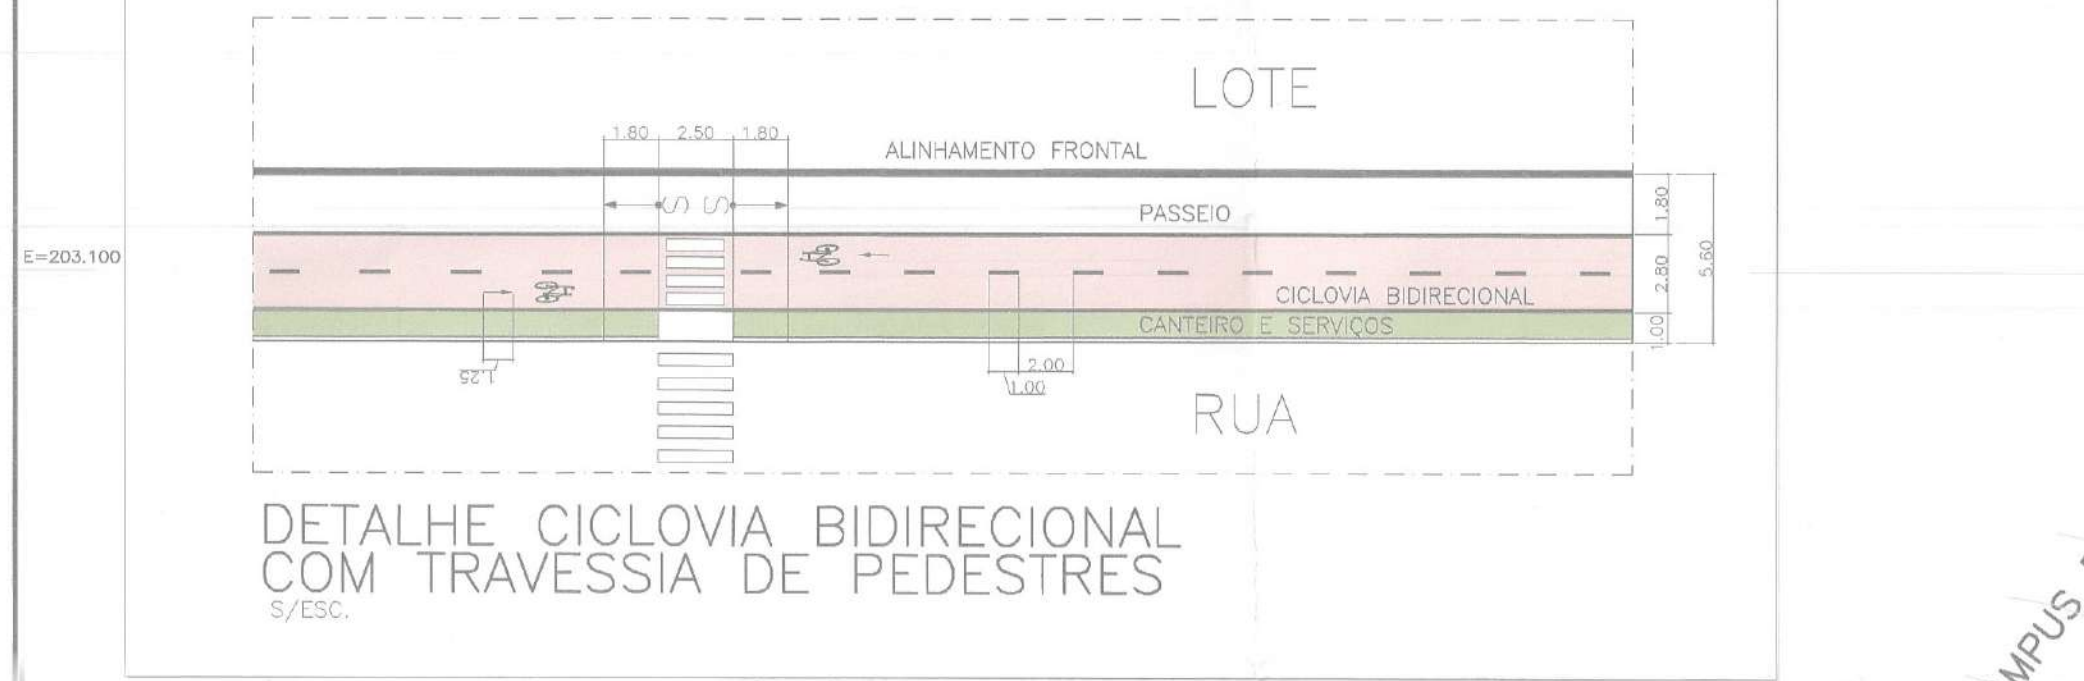 LOTE
1.80 2.50 1.80
ALINHAMENTO FRONTAL
S S
PASSEIO
1.80
E=203.100
5.60
2.80
CICLOVIA BIDIRECIONAL
CANTEIRO E SERVIÇOS
1.00
1.25
2.00
1.00
RUA
DETALHE CICLOVIA BIDIRECIONAL
COM TRAVESSIA DE PEDESTRES
S/ESC.
MPUS